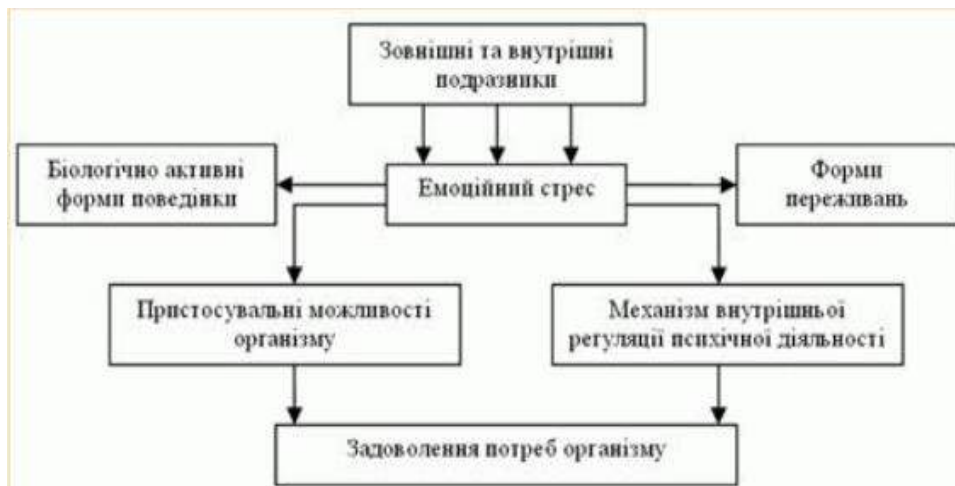 Зовнішні та внутрішні
подразники
Біологічно активні
форми поведінки
Емоційний стрес
Форми
переживань
Пристосувальні можливості
організму
Механізм внутрішньої
регуляції психічної діяльності
Задоволення потреб організму